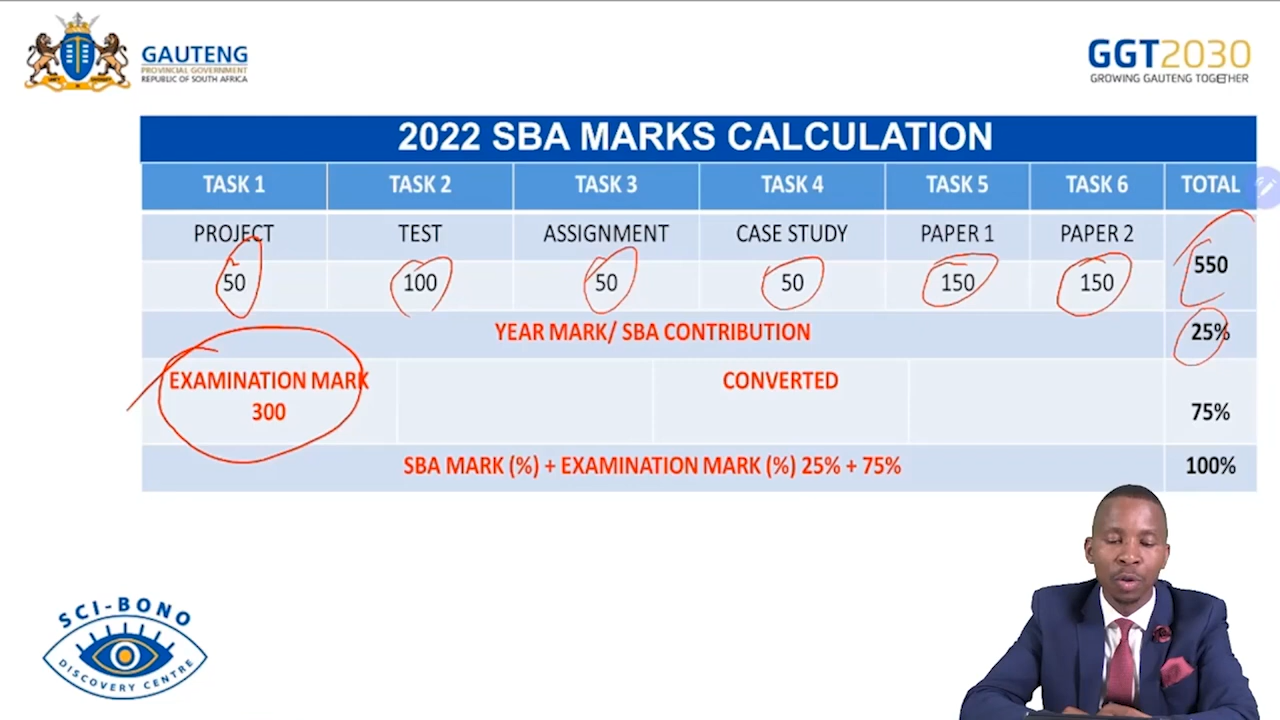 GAUTENG
PROVINCIAL GOVERNMENT
REPUBLIC OF SOUTH AFRICA
GGT2030
GROWING GAUTENG TOGETHER
2022 SBA MARKS CALCULATION
TASK 1 TASK 2 TASK 3 TASK 4 TASK 5 TASK 6 TOTAL
PROJECT TEST ASSIGNMENT CASE STUDY PAPER 1 PAPER 2
50 100 50 50 150 150 550
YEAR MARK/ SBA CONTRIBUTION 25%
EXAMINATION MARK CONVERTED
300 75%
SBA MARK (%) + EXAMINATION MARK (%) 25% + 75% 100%
SCI-BONO
DISCOVERY CENTRE